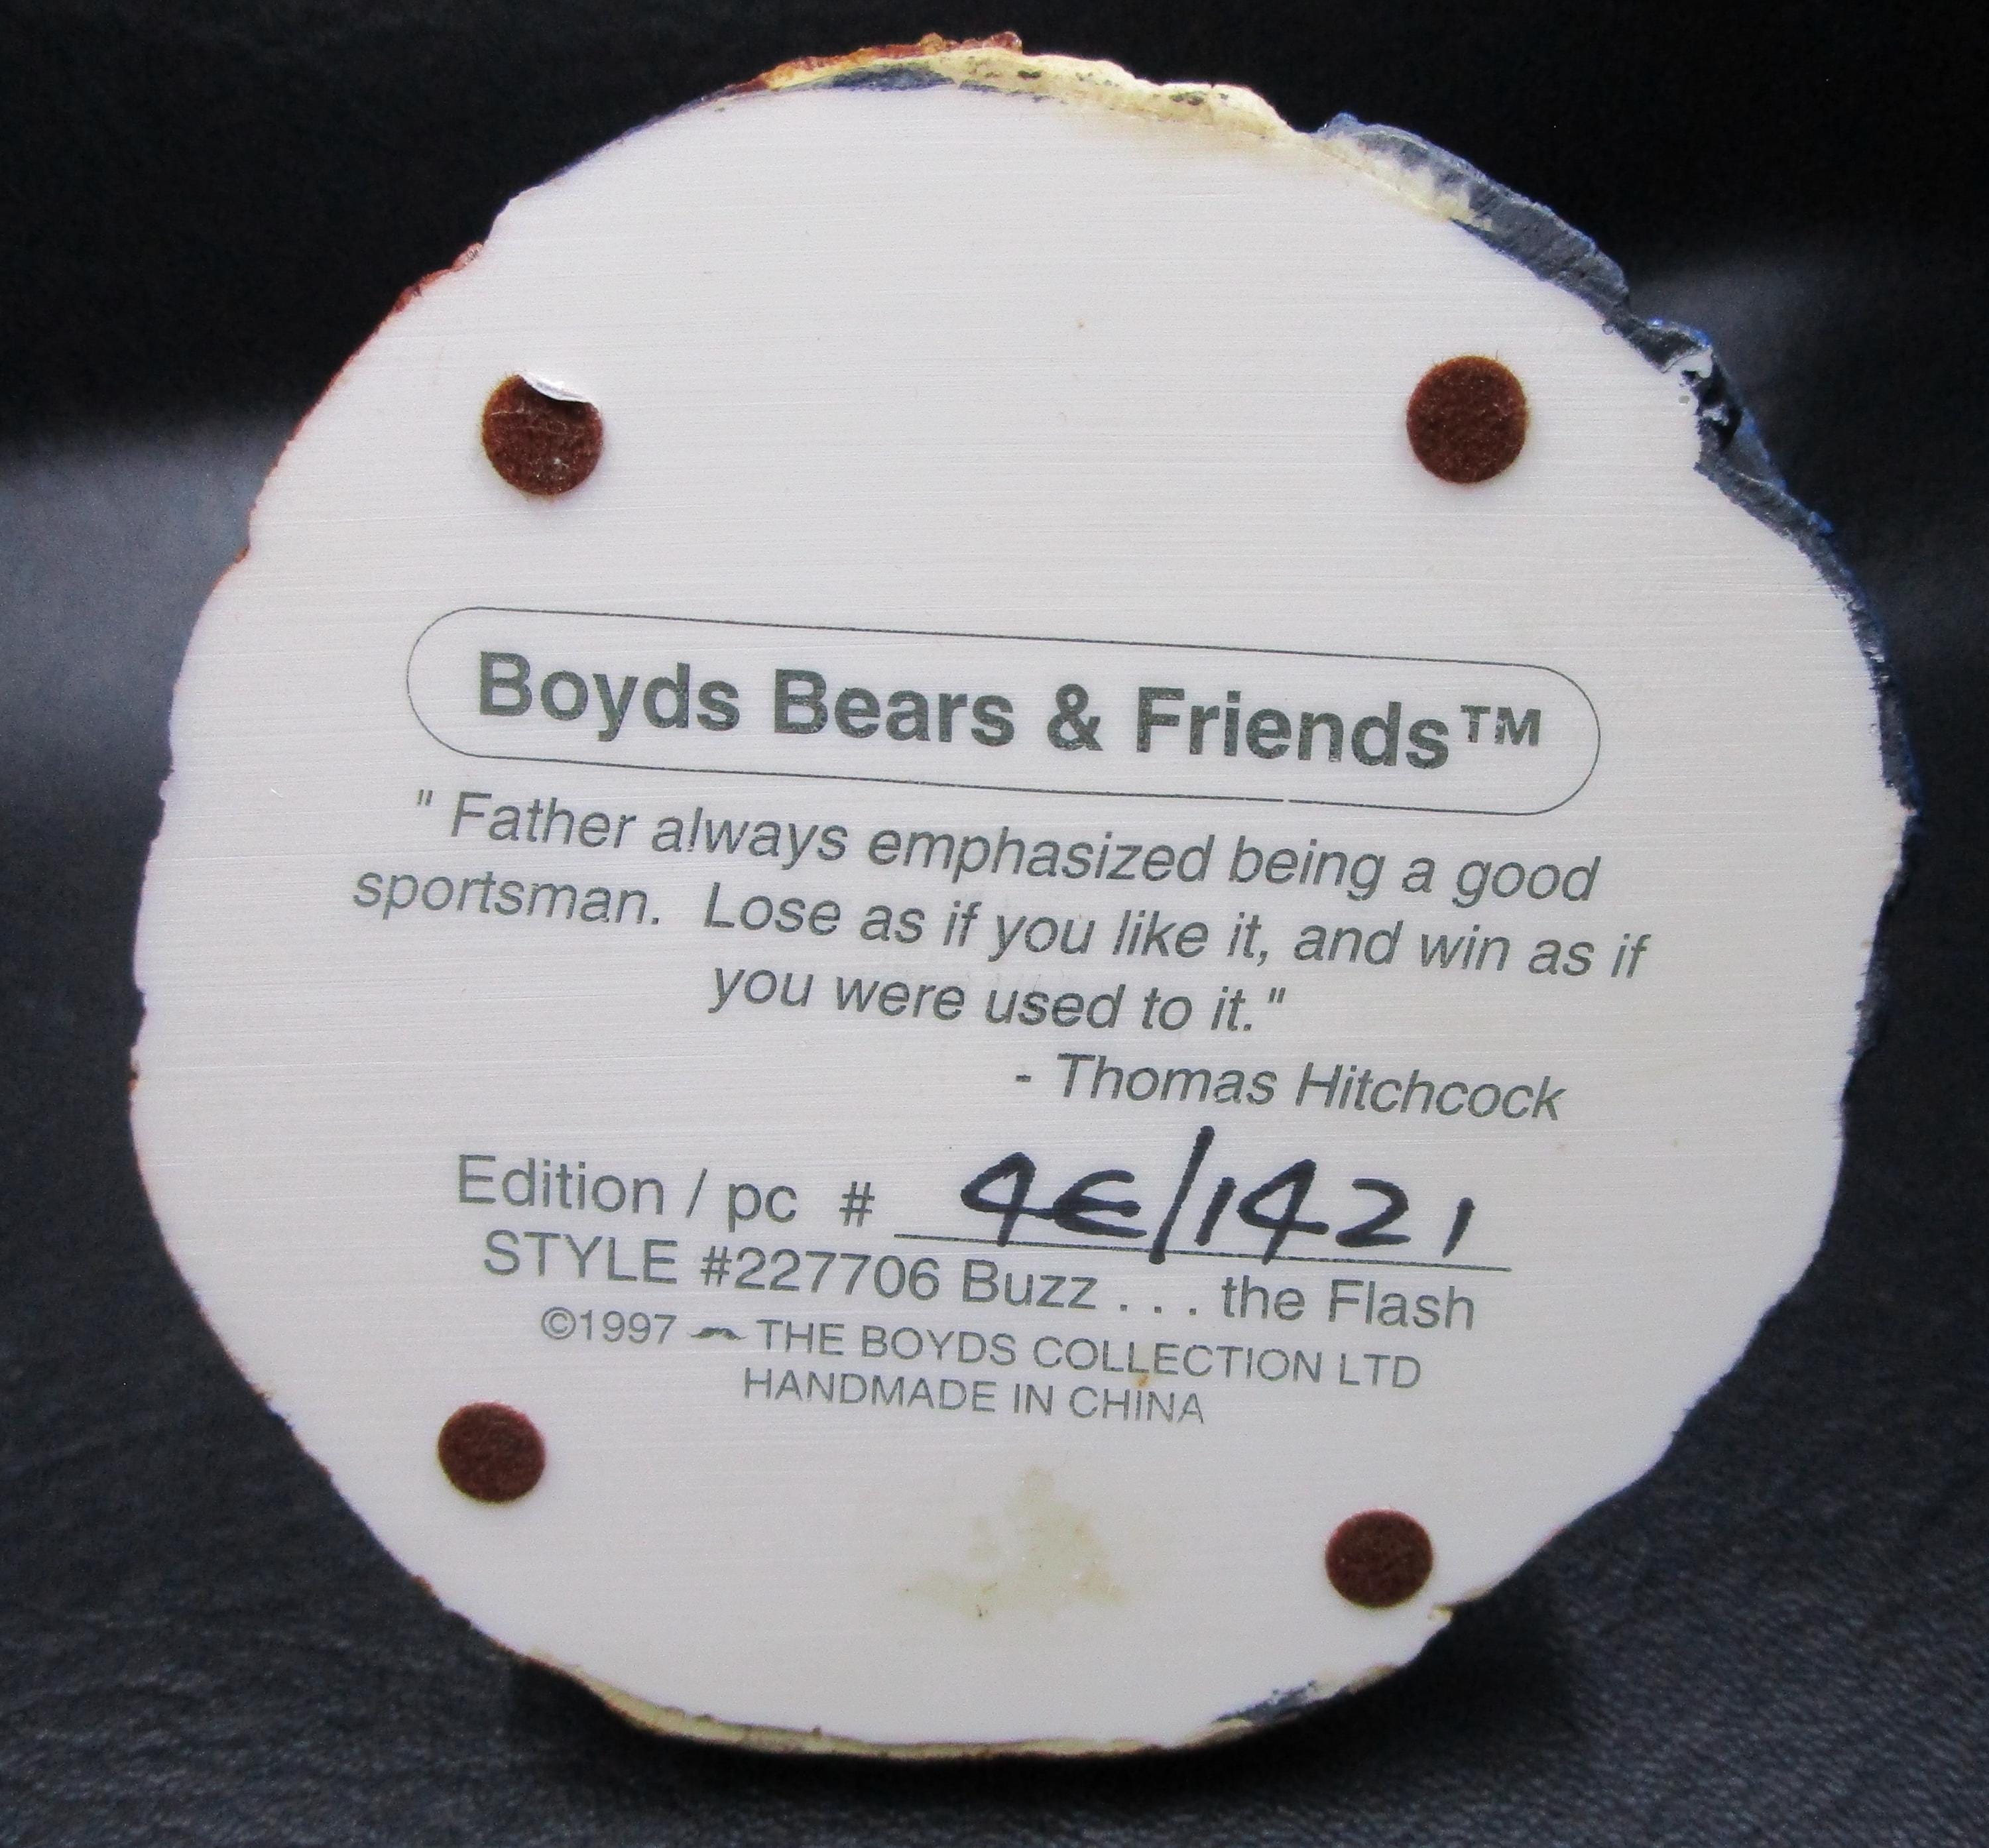 Boyds Bears & Friends™
" Father always emphasized being a good
sportsman. Lose as if you like it, and win as if
you were used to it."
- Thomas Hitchcock
Edition / pc # 4E/1421
STYLE #227706 Buzz . . . the Flash
©1997 THE BOYDS COLLECTION LTD
HANDMADE IN CHINA